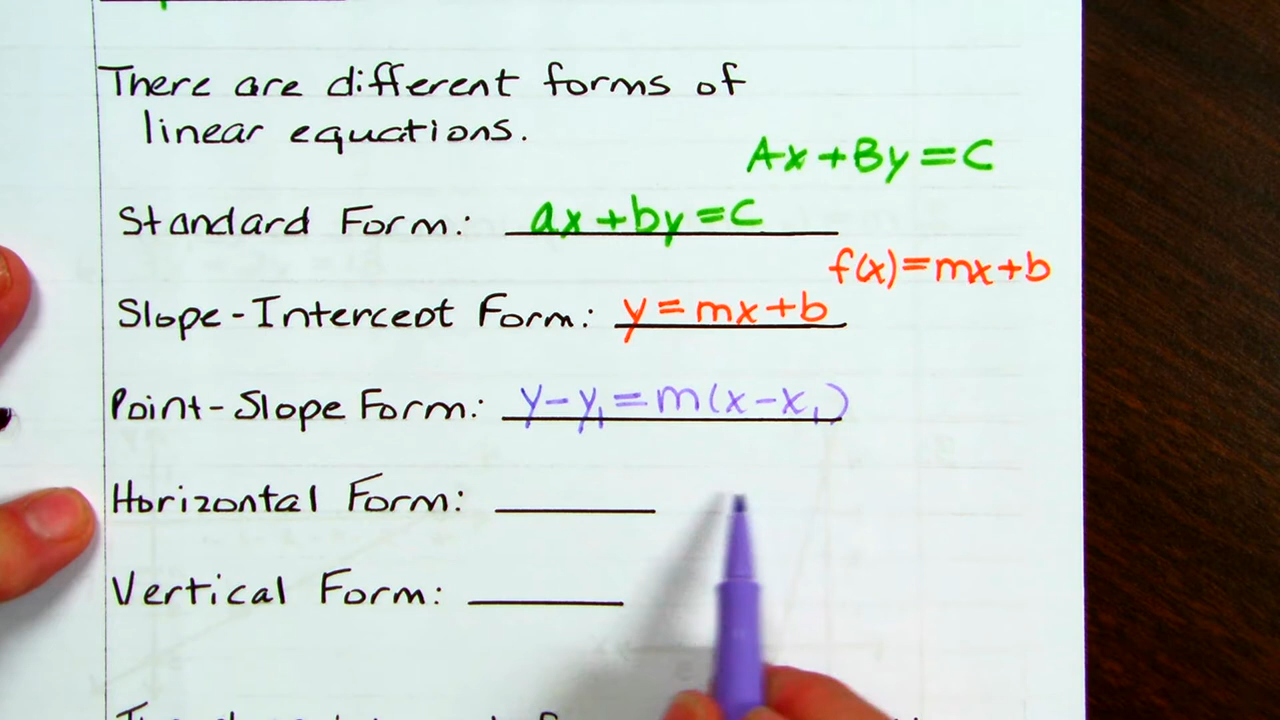 There are different forms of
linear equations.
Ax+By=C
Standard Form: ax+by=c
f(x)=mx+b
Slope-Intercept Form: y=mx+b
Point-Slope Form: y-y₁=m(x-x₁)
Horizontal Form:
Vertical Form: